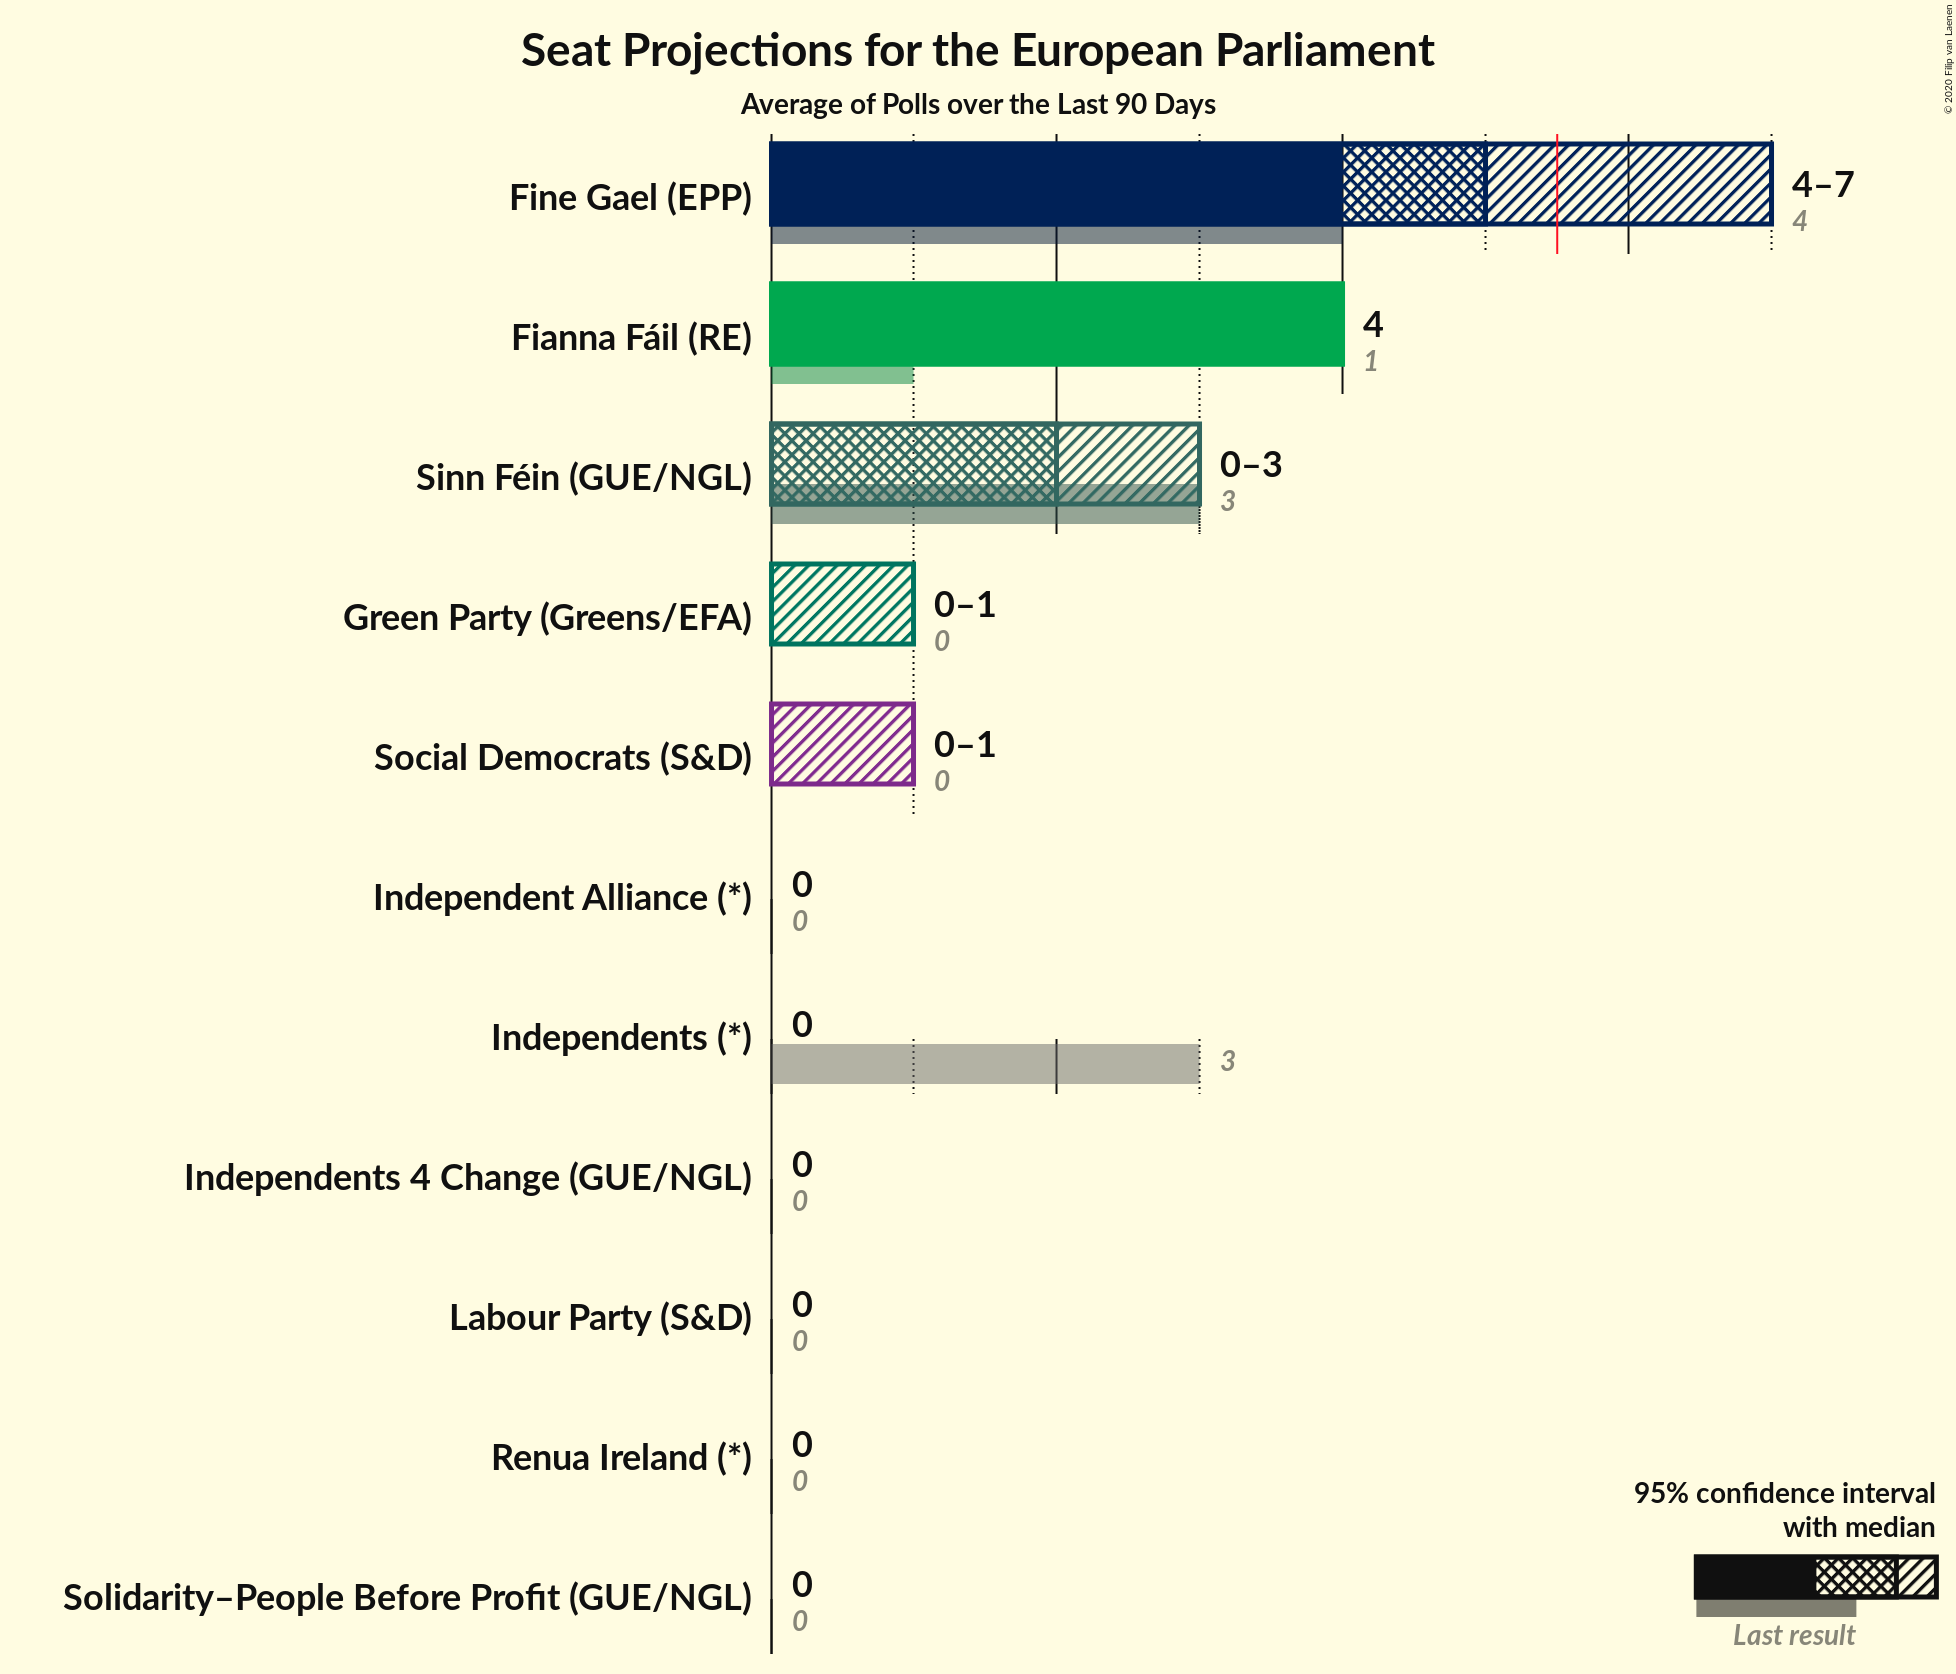 Seat Projections for the European Parliament
Average of Polls over the Last 90 Days
© 2020 Filip van Laenen
Fine Gael (EPP)
4–7
4
Fianna Fáil (RE)
4
1
Sinn Féin (GUE/NGL)
0–3
3
Green Party (Greens/EFA)
0–1
0
Social Democrats (S&D)
0–1
0
Independent Alliance (*)
0
0
Independents (*)
0
3
Independents 4 Change (GUE/NGL)
0
0
Labour Party (S&D)
0
0
Renua Ireland (*)
0
0
Solidarity–People Before Profit (GUE/NGL)
0
0
95% confidence interval
with median
Last result